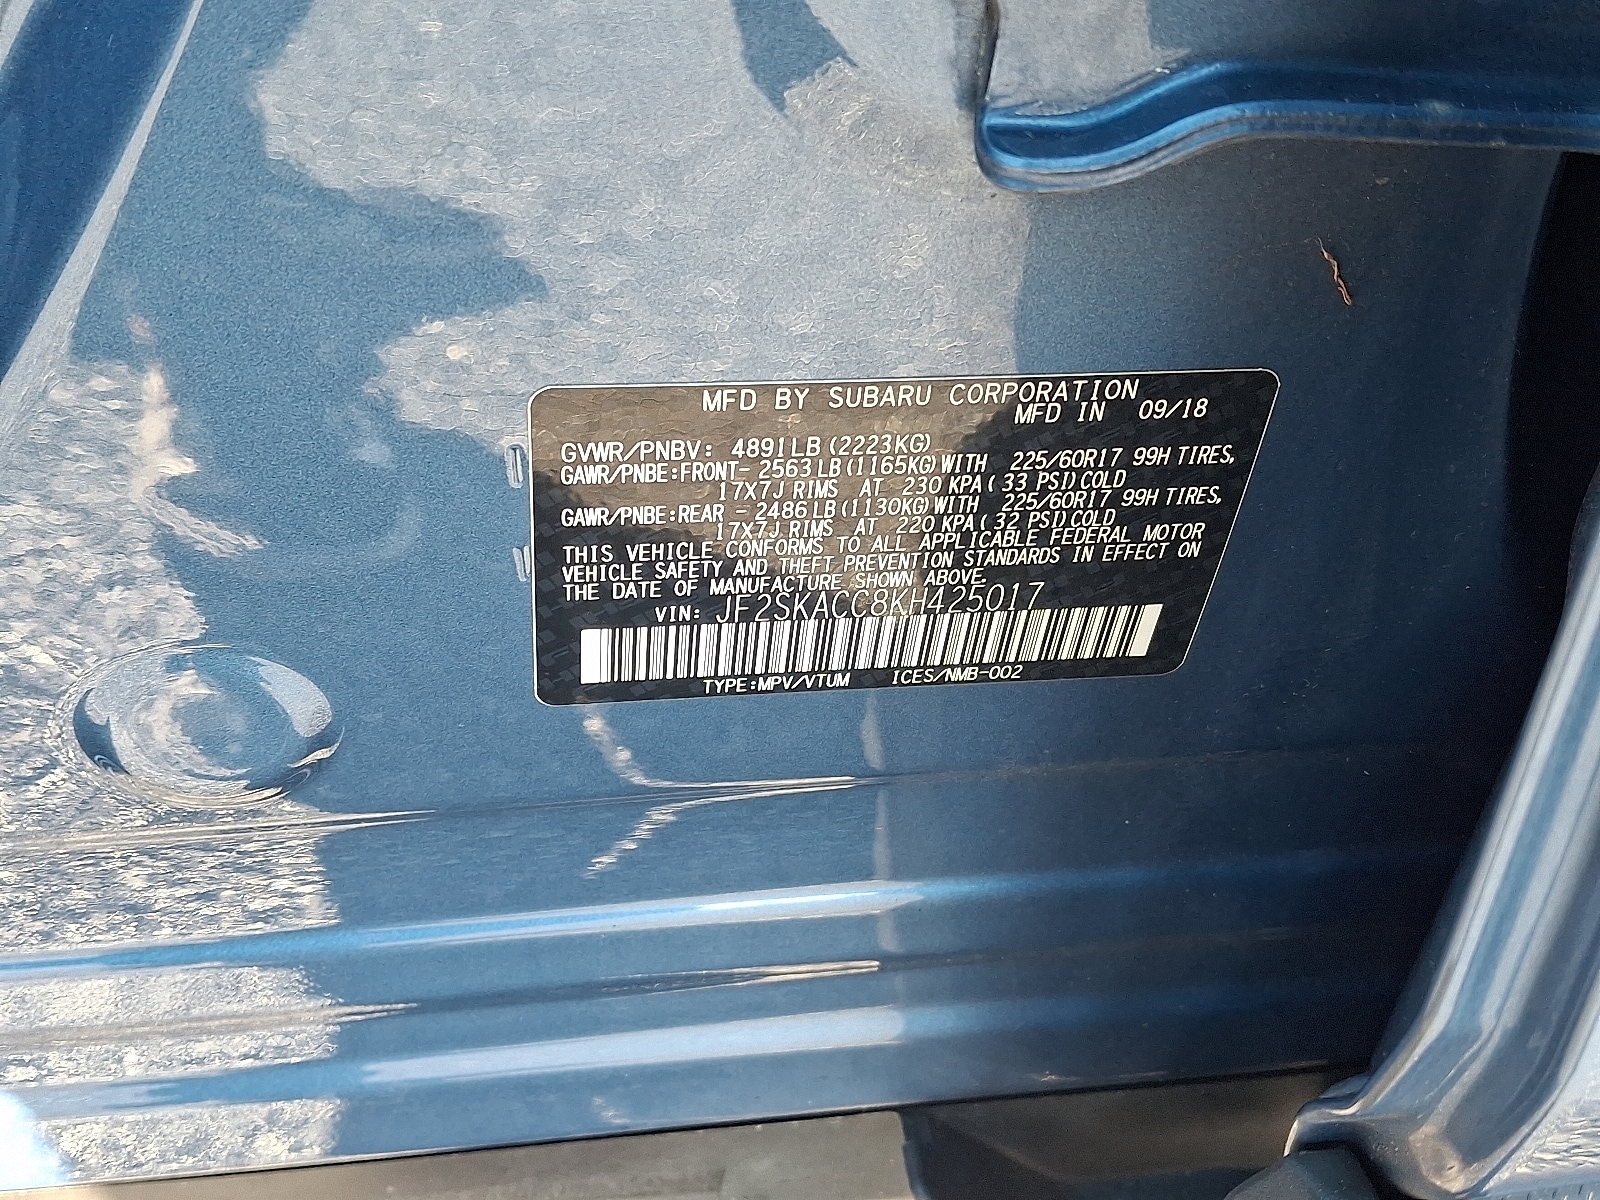 MFD BY SUBARU CORPORATION
MFD IN 09/18
GVWR/PNBV: 4891LB (2223KG)
GAWR/PNBE:FRONT- 2563LB(1165KG)WITH 225/60R17 99H TIRES,
17X7J RIMS AT 230 KPA( 33 PSI)COLD
GAWR/PNBE:REAR - 2486LB(1130KG)WITH 225/60R17 99H TIRES,
17X7J RIMS AT 220 KPA( 32 PSI)COLD
THIS VEHICLE CONFORMS TO ALL APPLICABLE FEDERAL MOTOR
VEHICLE SAFETY AND THEFT PREVENTION STANDARDS IN EFFECT ON
THE DATE OF MANUFACTURE SHOWN ABOVE.
VIN: JF2SKACC8KH425017
TYPE:MPV/VTUM ICES/NMB-002